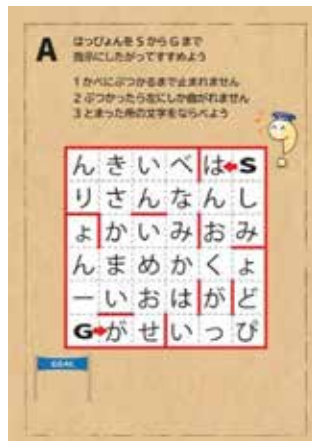 A
はっぴょんを S から G まで
指示にしたがってすすめよう
1 かべにぶつかるまで止まれません
2 ぶつかったら左にしか曲がれません
3 とまった所の文字をならべよう
ん き い べ は S
り さ ん な ん し
ょ か い み お み
ん ま め か く ょ
ー い お は が ど
G が せ い っ ぴ
GOAL